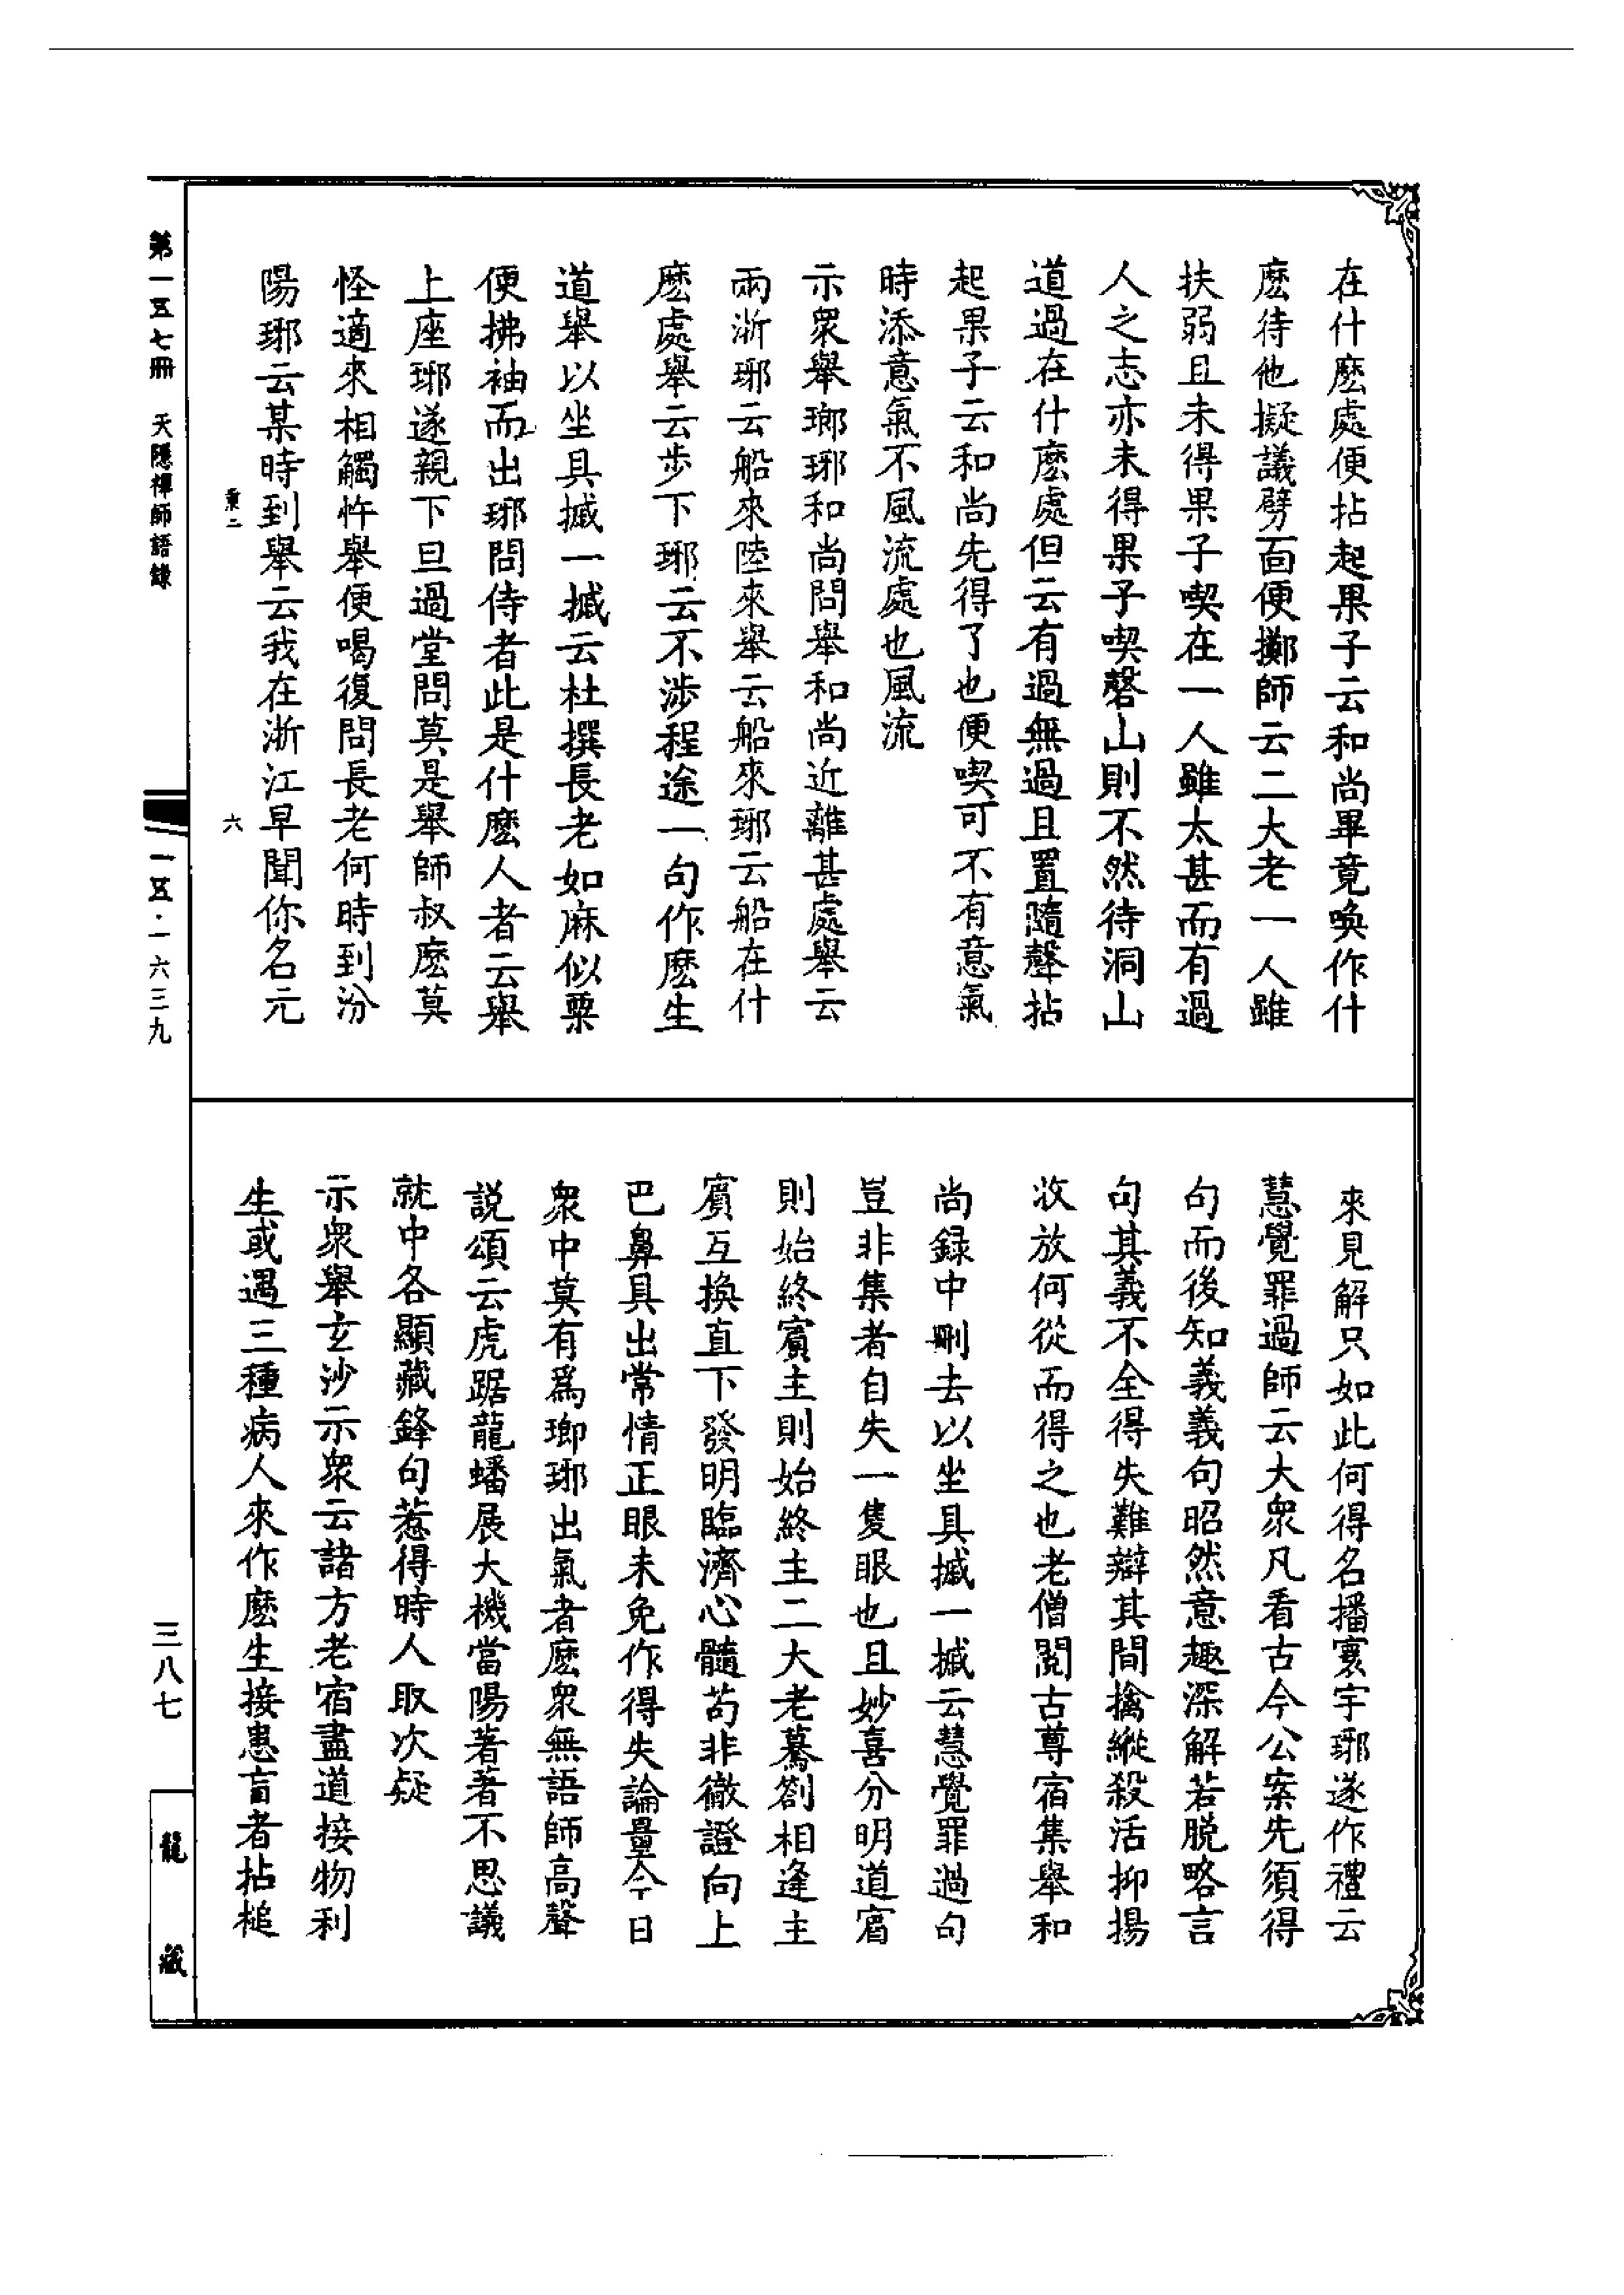 在什麽處便拈起果子云和尚畢竟喚作什
麽待他擬議劈面便擲師云二大老一人雖
扶弱且未得果子喫在一人雖太甚而有過
人之志亦未得果子喫磬山則不然待洞山
道過在什麽處但云有過無過且置隨聲拈
起果子云和尚先得了也便喫可不有意氣
時添意氣不風流處也風流
示衆舉瑯琊和尚問舉和尚近離甚處舉云
兩浙琊云船來陸來舉云船來琊云船在什
麽處舉云步下琊云不涉程途一句作麽生
道舉以坐具摵一摵云杜撰長老如麻似粟
便拂袖而出琊問侍者此是什麽人者云舉
上座琊遂親下旦過堂問莫是舉師叔麽莫
怪適來相觸忤舉便喝復問長老何時到汾
陽琊云某時到舉云我在浙江早聞你名元
來見解只如此何得名播寰宇琊遂作禮云
慧覺罪過師云大衆凡看古今公案先須得
句而後知義義句昭然意趣深解若脱略言
句其義不全得失難辯其間擒縱殺活抑揚
收放何從而得之也老僧閱古尊宿集舉和
尚録中刪去以坐具摵一摵云慧覺罪過句
豈非集者自失一隻眼也且妙喜分明道賓
則始終賓主則始終主二大老驀劄相逢主
賓互換直下發明臨濟心髓苟非徹證向上
巴鼻具出常情正眼未免作得失論量今日
衆中莫有爲瑯琊出氣者麽衆無語師高聲
説頌云虎踞龍蟠展大機當陽著著不思議
就中各顯藏鋒句惹得時人取次疑
示衆舉玄沙示衆云諸方老宿盡道接物利
生或遇三種病人來作麽生接患盲者拈槌
第一五七冊 天隱禪師語錄
六
一五·一六三九
三八七
龍藏